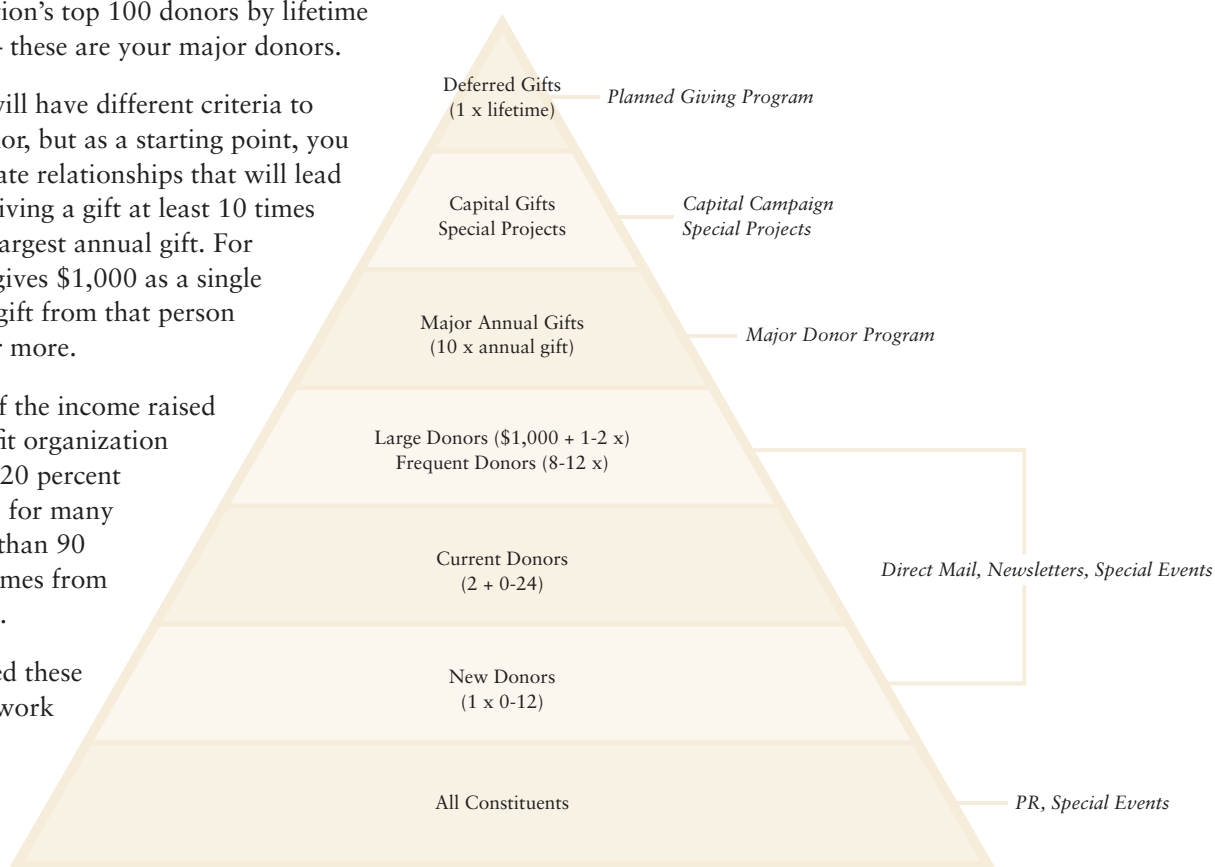 tion's top 100 donors by lifetime
- these are your major donors.
will have different criteria to
or, but as a starting point, you
ate relationships that will lead
iving a gift at least 10 times
argest annual gift. For
gives $1,000 as a single
gift from that person
r more.
f the income raised
fit organization
20 percent
for many
than 90
mes from
.
ed these
work
Deferred Gifts
(1 x lifetime)
Planned Giving Program
Capital Gifts
Special Projects
Capital Campaign
Special Projects
Major Annual Gifts
(10 x annual gift)
Major Donor Program
Large Donors ($1,000 + 1-2 x)
Frequent Donors (8-12 x)
Current Donors
(2 + 0-24)
Direct Mail, Newsletters, Special Events
New Donors
(1 x 0-12)
All Constituents
PR, Special Events